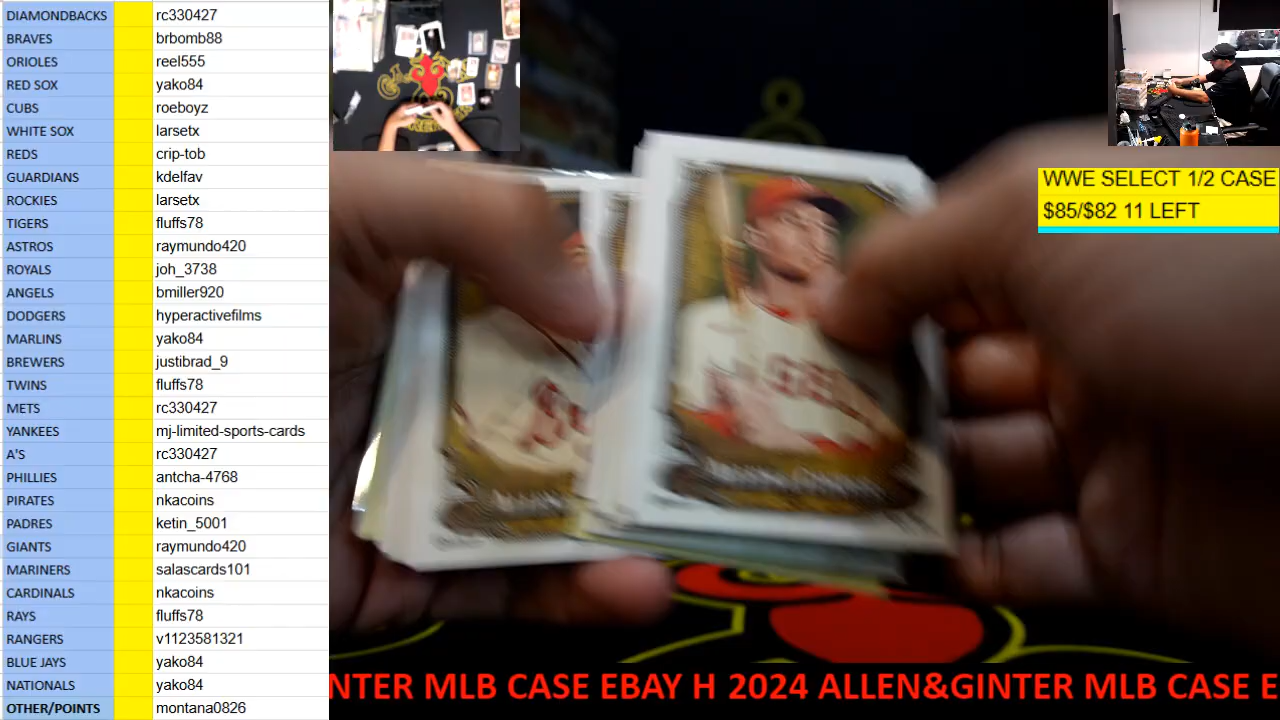 DIAMONDBACKS rc330427
BRAVES brbomb88
ORIOLES reel555
RED SOX yako84
CUBS roeboyz
WHITE SOX larsetx
REDS crip-tob
GUARDIANS kdelfav
ROCKIES larsetx
TIGERS fluffs78
ASTROS raymundo420
ROYALS joh_3738
ANGELS bmiller920
DODGERS hyperactivefilms
MARLINS yako84
BREWERS justibrad_9
TWINS fluffs78
METS rc330427
YANKEES mj-limited-sports-cards
A'S rc330427
PHILLIES antcha-4768
PIRATES nkacoins
PADRES ketin_5001
GIANTS raymundo420
MARINERS salascards101
CARDINALS nkacoins
RAYS fluffs78
RANGERS v1123581321
BLUE JAYS yako84
NATIONALS yako84
OTHER/POINTS montana0826
WWE SELECT 1/2 CASE
$85/$82 11 LEFT
NTER MLB CASE EBAY H 2024 ALLEN&GINTER MLB CASE E